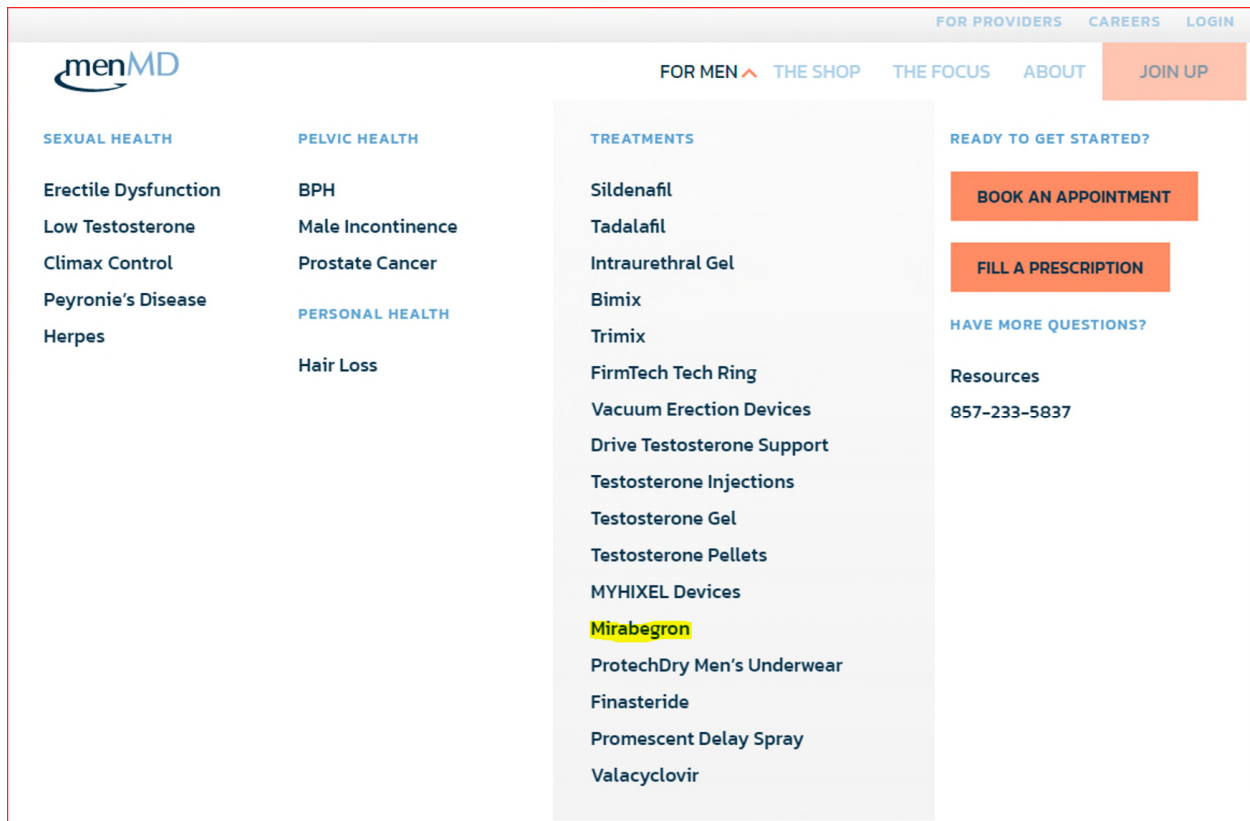 FOR PROVIDERS CAREERS LOGIN
menMD
FOR MEN THE SHOP THE FOCUS ABOUT JOIN UP
SEXUAL HEALTH
Erectile Dysfunction
Low Testosterone
Climax Control
Peyronie's Disease
Herpes
PELVIC HEALTH
BPH
Male Incontinence
Prostate Cancer
PERSONAL HEALTH
Hair Loss
TREATMENTS
Sildenafil
Tadalafil
Intraurethral Gel
Bimix
Trimix
FirmTech Tech Ring
Vacuum Erection Devices
Drive Testosterone Support
Testosterone Injections
Testosterone Gel
Testosterone Pellets
MYHIXEL Devices
Mirabegron
ProtechDry Men's Underwear
Finasteride
Promescent Delay Spray
Valacyclovir
READY TO GET STARTED?
BOOK AN APPOINTMENT
FILL A PRESCRIPTION
HAVE MORE QUESTIONS?
Resources
857-233-5837